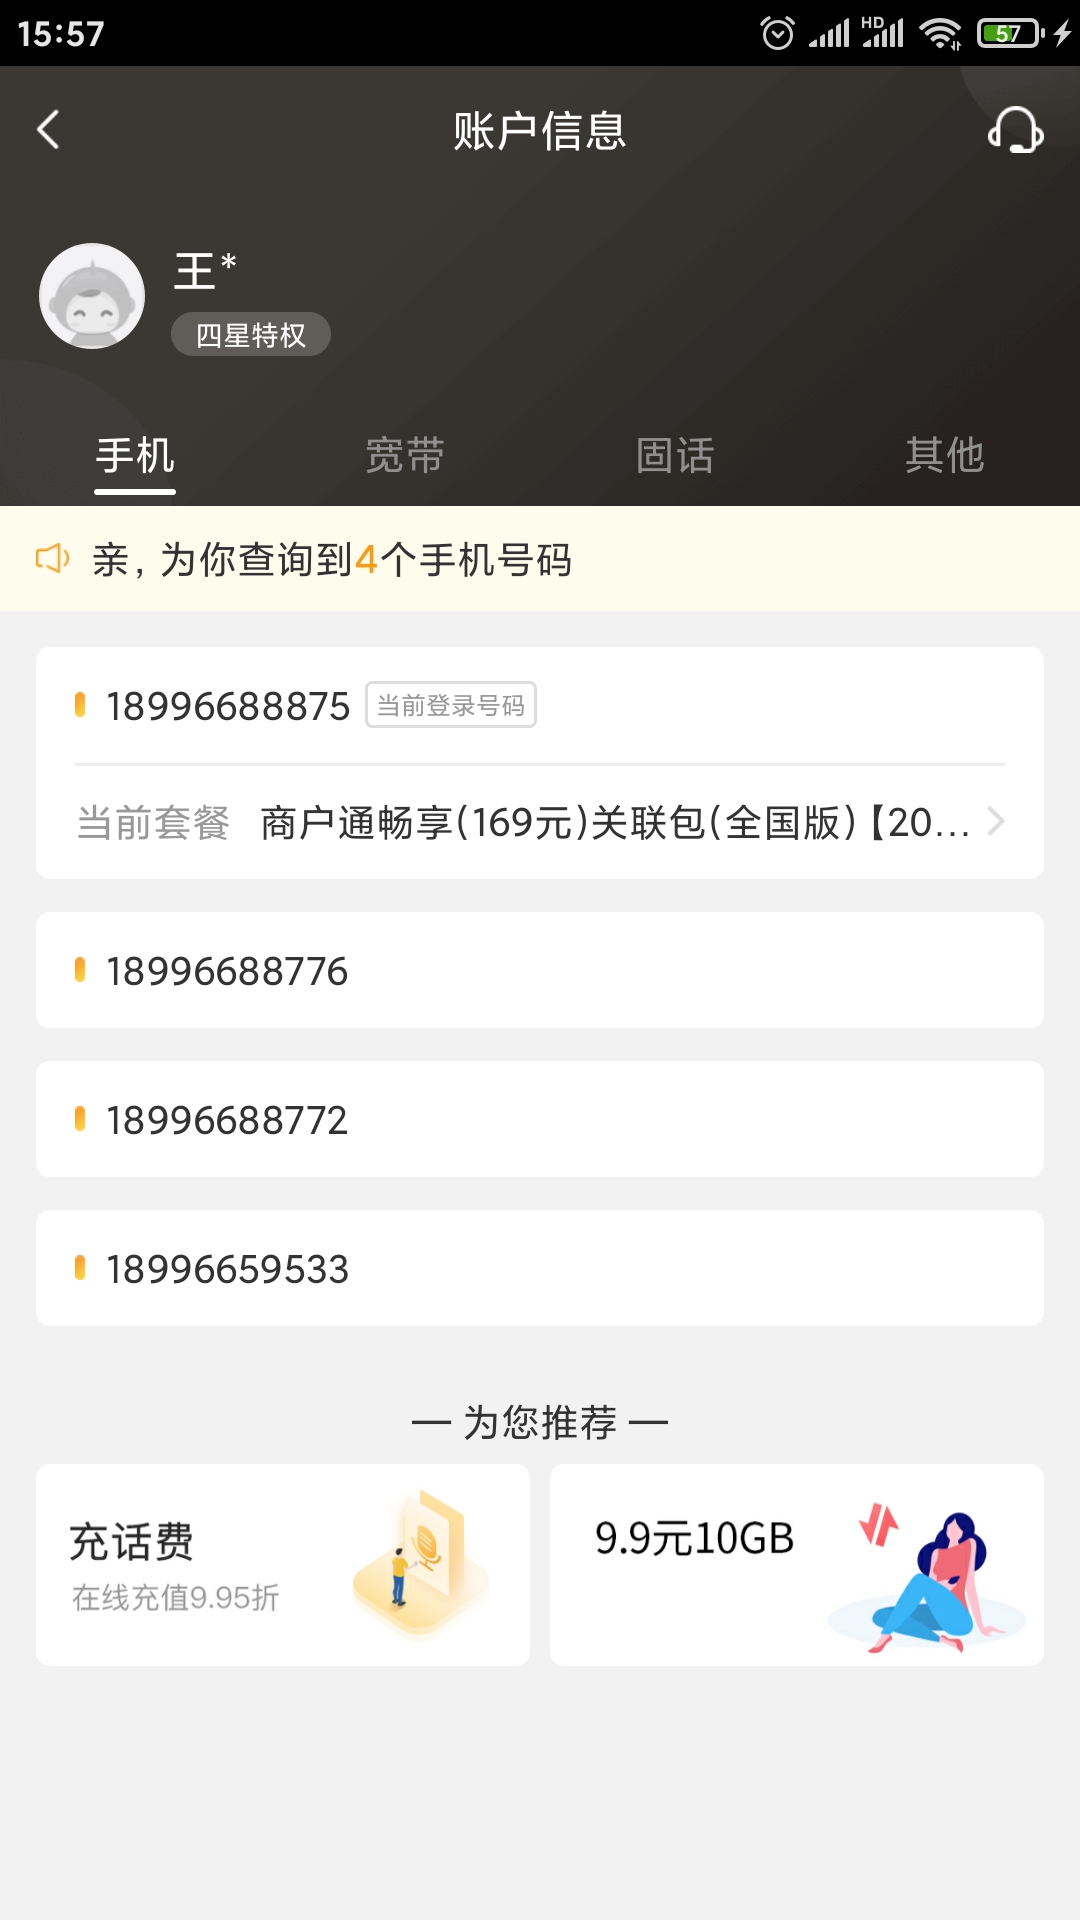 15:57
HD
57
账户信息
王*
四星特权
手机
宽带
固话
其他
亲，为你查询到4个手机号码
18996688875 当前登录号码
当前套餐 商户通畅享(169元)关联包(全国版)【20...
18996688776
18996688772
18996659533
— 为您推荐 —
充话费
在线充值9.95折
9.9元10GB